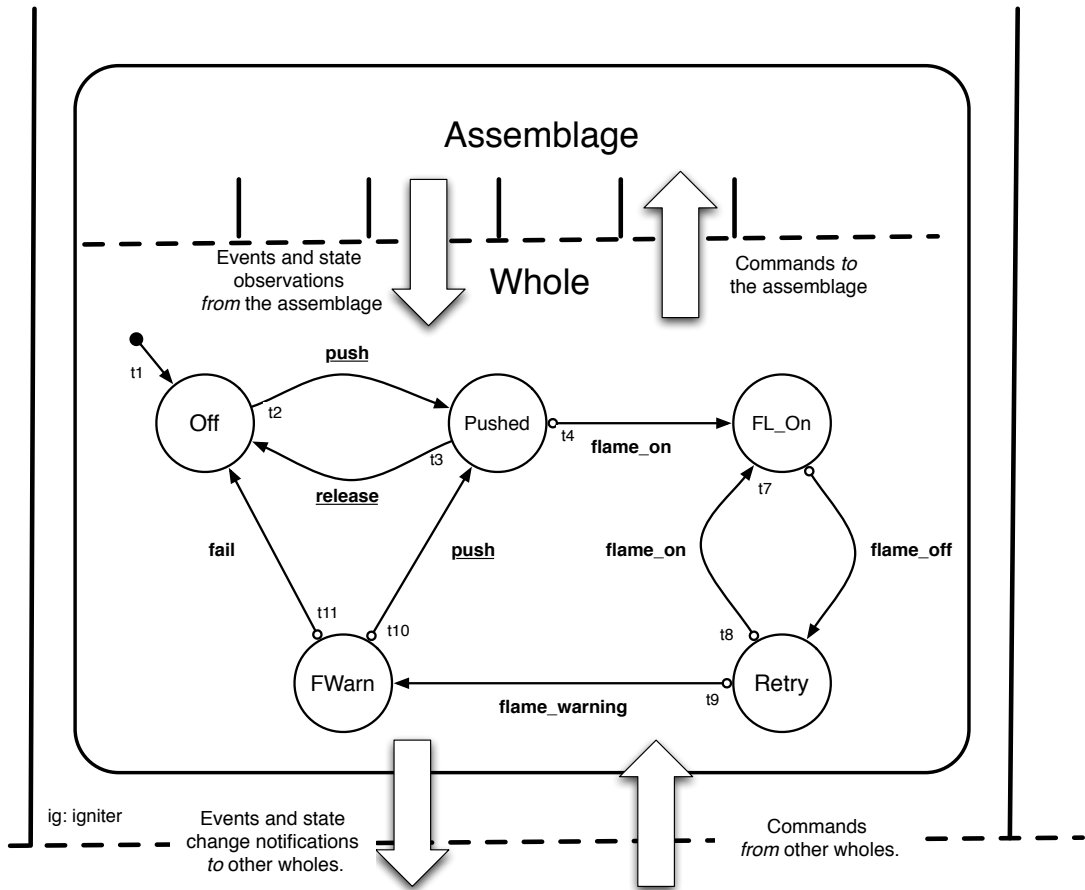 Assemblage
Events and state
observations
from the assemblage
Whole
Commands to
the assemblage
t1
push
Off
t2
Pushed
t3
t4
flame_on
FL_On
t7
release
fail
push
flame_on
flame_off
t11
t10
t8
FWarn
flame_warning
t9
Retry
ig: igniter
Events and state
change notifications
to other wholes.
Commands
from other wholes.